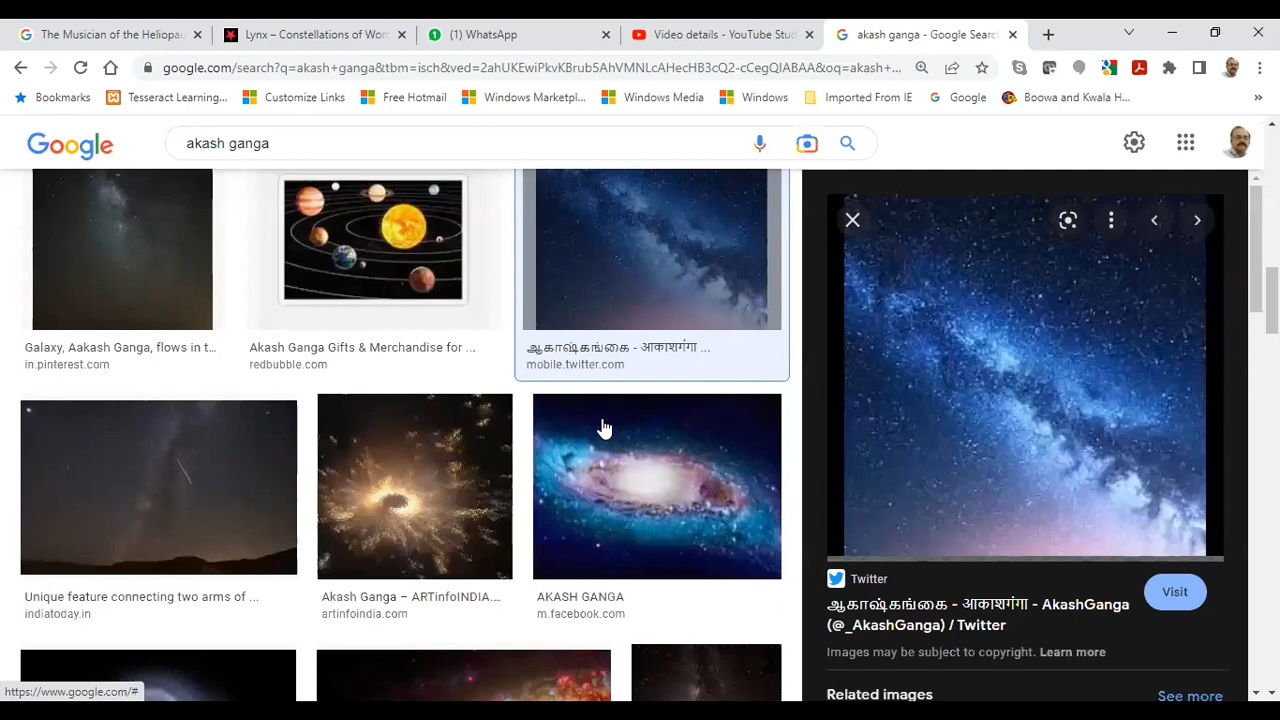 The Musician of the Heliopau
Lynx – Constellations of Wor
(1) WhatsApp
Video details - YouTube Stud
akash ganga - Google Searc
google.com/search?q=akash+ganga&tbm=isch&ved=2ahUKEwiPkvKBrub5AhVMNLcAHecHB3cQ2-cCegQIABAA&oq=akash+...
Bookmarks
Tesseract Learning...
Customize Links
Free Hotmail
Windows Marketpl...
Windows Media
Windows
Imported From IE
Google
Boowa and Kwala H...
Google
akash ganga
Galaxy, Aakash Ganga, flows in t...
in.pinterest.com
Akash Ganga Gifts & Merchandise for ...
redbubble.com
ஆகாஷ்கங்கை - आकाशगंगा ...
mobile.twitter.com
Unique feature connecting two arms of ...
indiatoday.in
Akash Ganga – ARTinfoINDIA....
artinfoindia.com
AKASH GANGA
m.facebook.com
Twitter
ஆகாஷ்கங்கை - आकाशगंगा - AkashGanga
(@_AkashGanga) / Twitter
Visit
Images may be subject to copyright. Learn more
Related images
See more
https://www.google.com/#